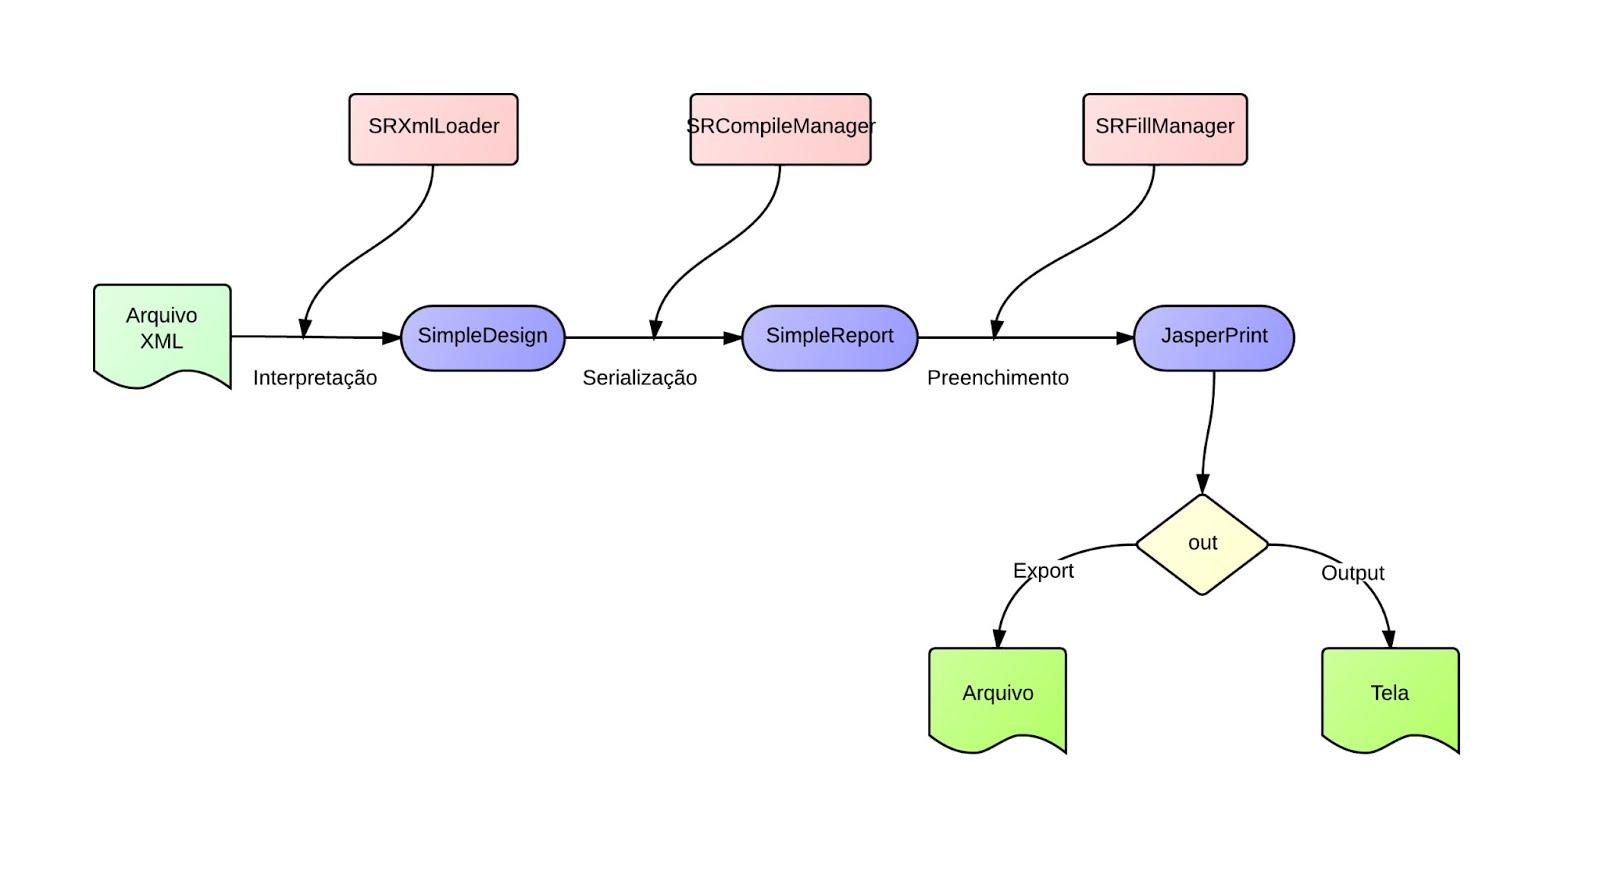 SRXmlLoader
SRCompileManager
SRFillManager
Arquivo
XML
SimpleDesign
SimpleReport
JasperPrint
Interpretação
Serialização
Preenchimento
out
Export
Output
Arquivo
Tela